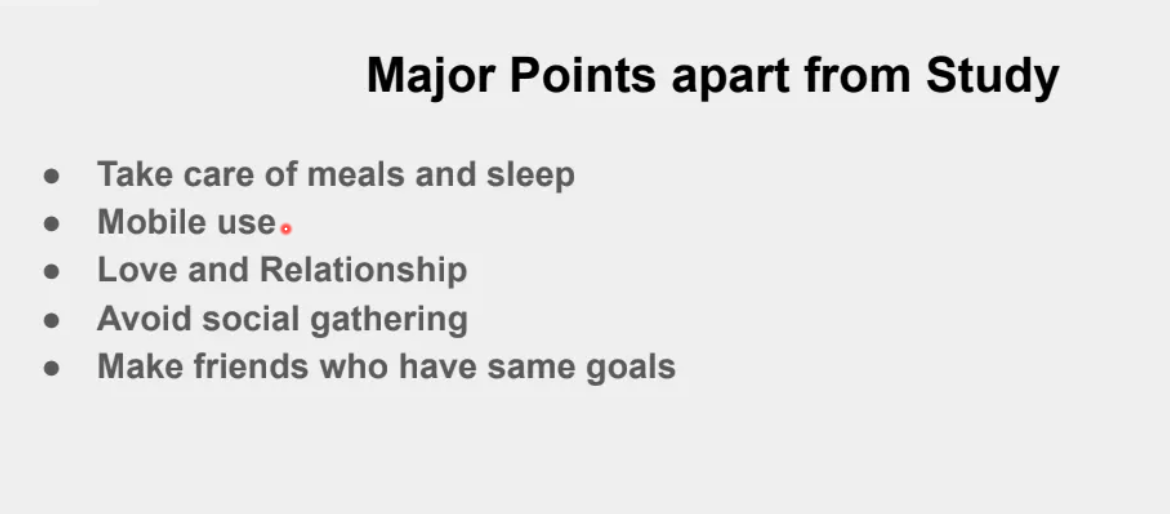 Major Points apart from Study
● Take care of meals and sleep
● Mobile use
● Love and Relationship
● Avoid social gathering
● Make friends who have same goals